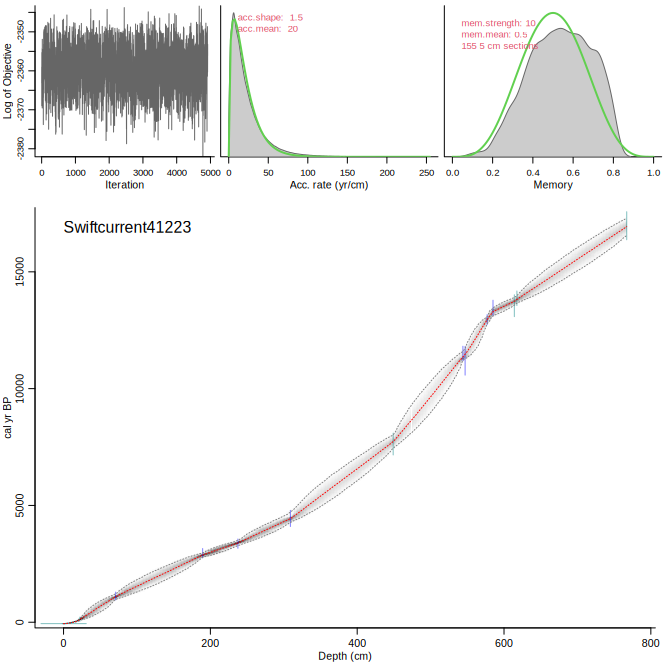 Log of Objective
-2350
-2360
-2370
-2380
0 1000 2000 3000 4000 5000
Iteration
acc.shape: 1.5
acc.mean: 20
0 50 100 150 200 250
Acc. rate (yr/cm)
mem.strength: 10
mem.mean: 0.5
155 5 cm sections
0.0 0.2 0.4 0.6 0.8 1.0
Memory
Swiftcurrent41223
cal yr BP
15000
10000
5000
0
0 200 400 600 800
Depth (cm)